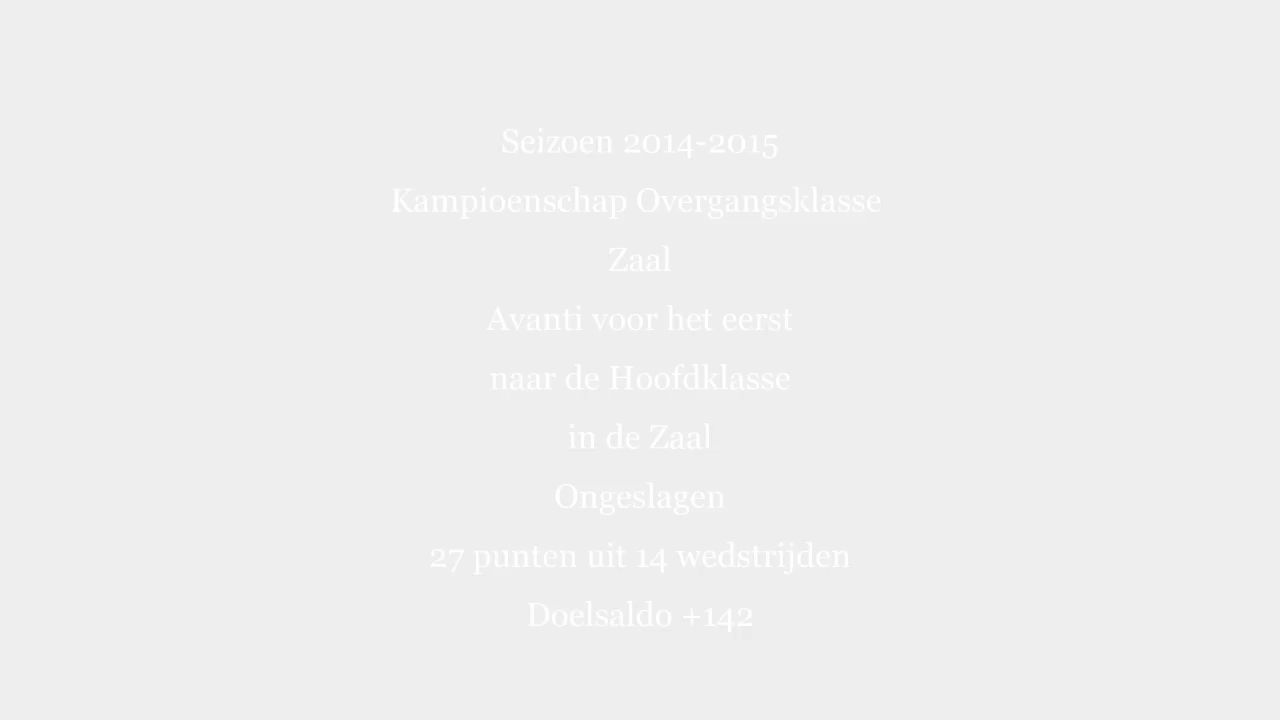 Seizoen 2014-2015
Kampioenschap Overgangsklasse
Zaal
Avanti voor het eerst
naar de Hoofdklasse
in de Zaal
Ongeslagen
27 punten uit 14 wedstrijden
Doelsaldo +142